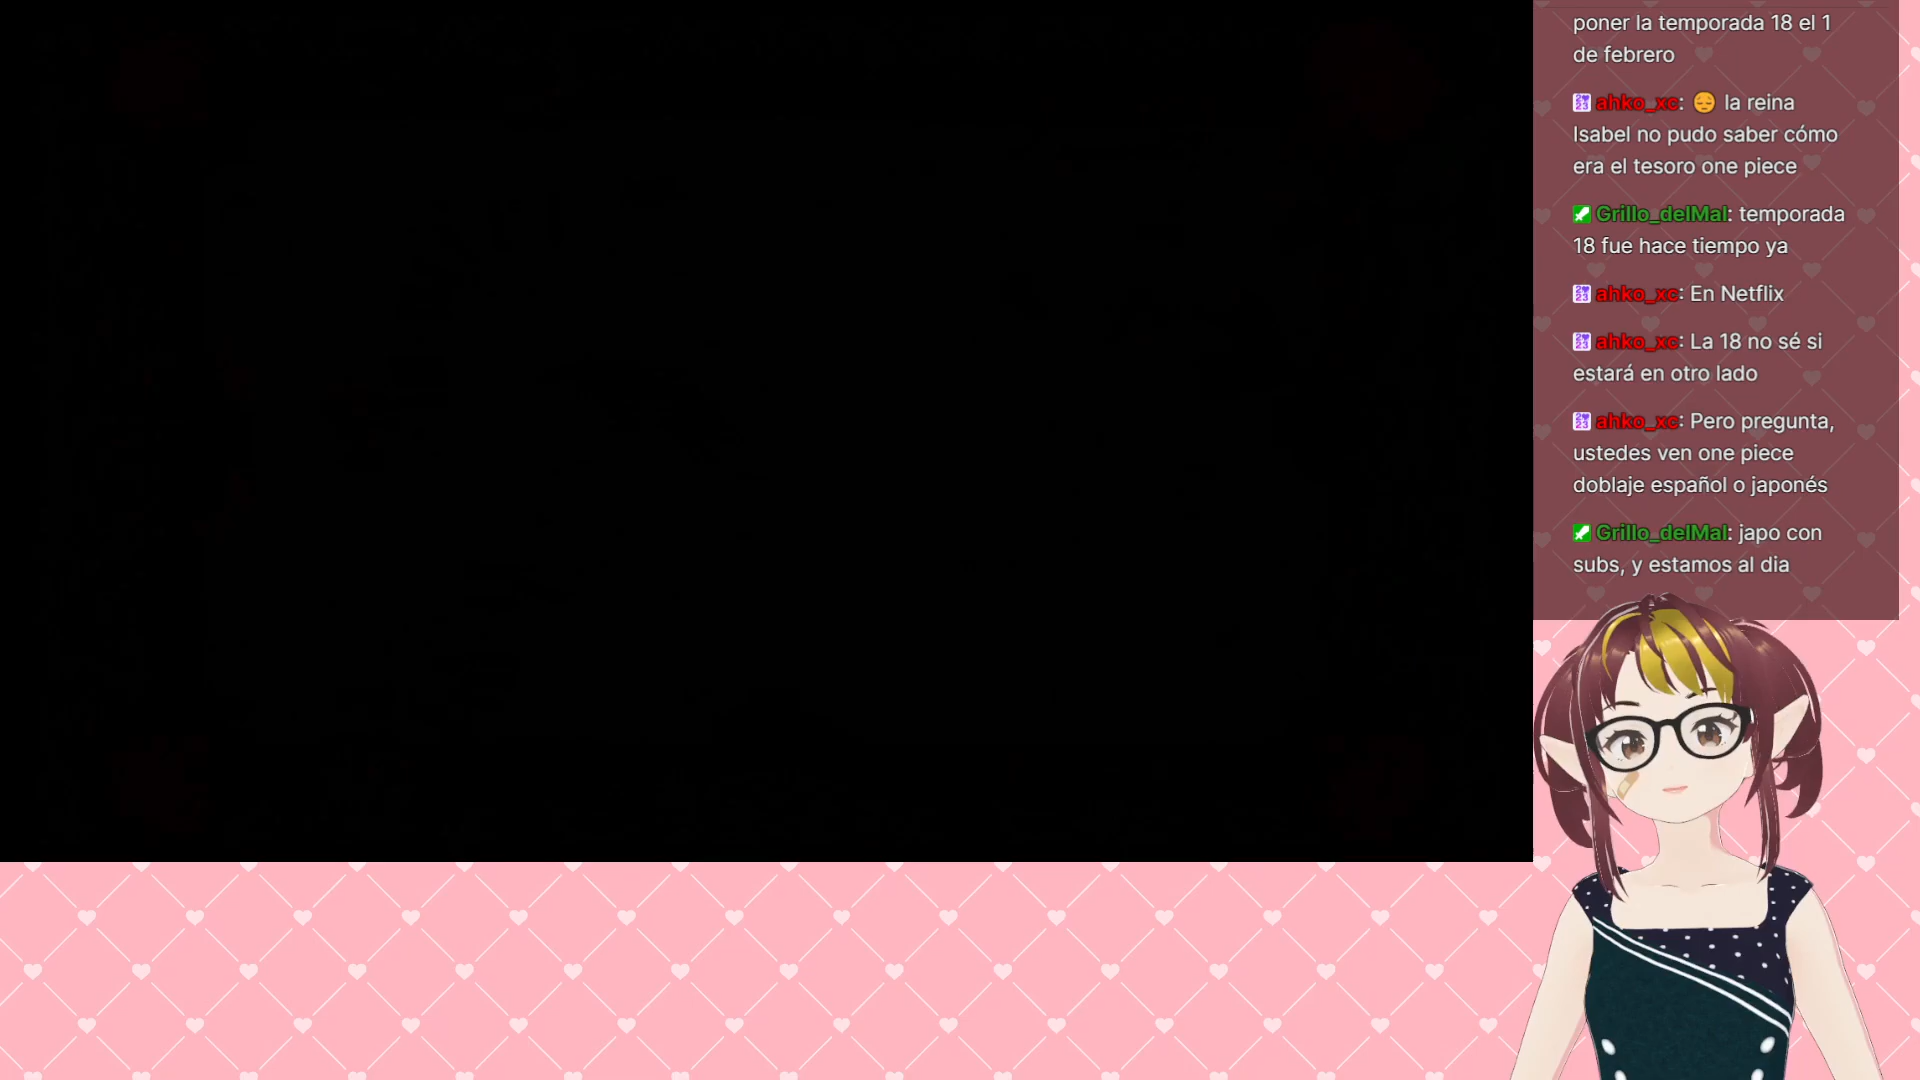 poner la temporada 18 el 1
de febrero
ahko_xc: 😔 la reina
Isabel no pudo saber cómo
era el tesoro one piece
Grillo_delMal: temporada
18 fue hace tiempo ya
ahko_xc: En Netflix
ahko_xc: La 18 no sé si
estará en otro lado
ahko_xc: Pero pregunta,
ustedes ven one piece
doblaje español o japonés
Grillo_delMal: japo con
subs, y estamos al dia